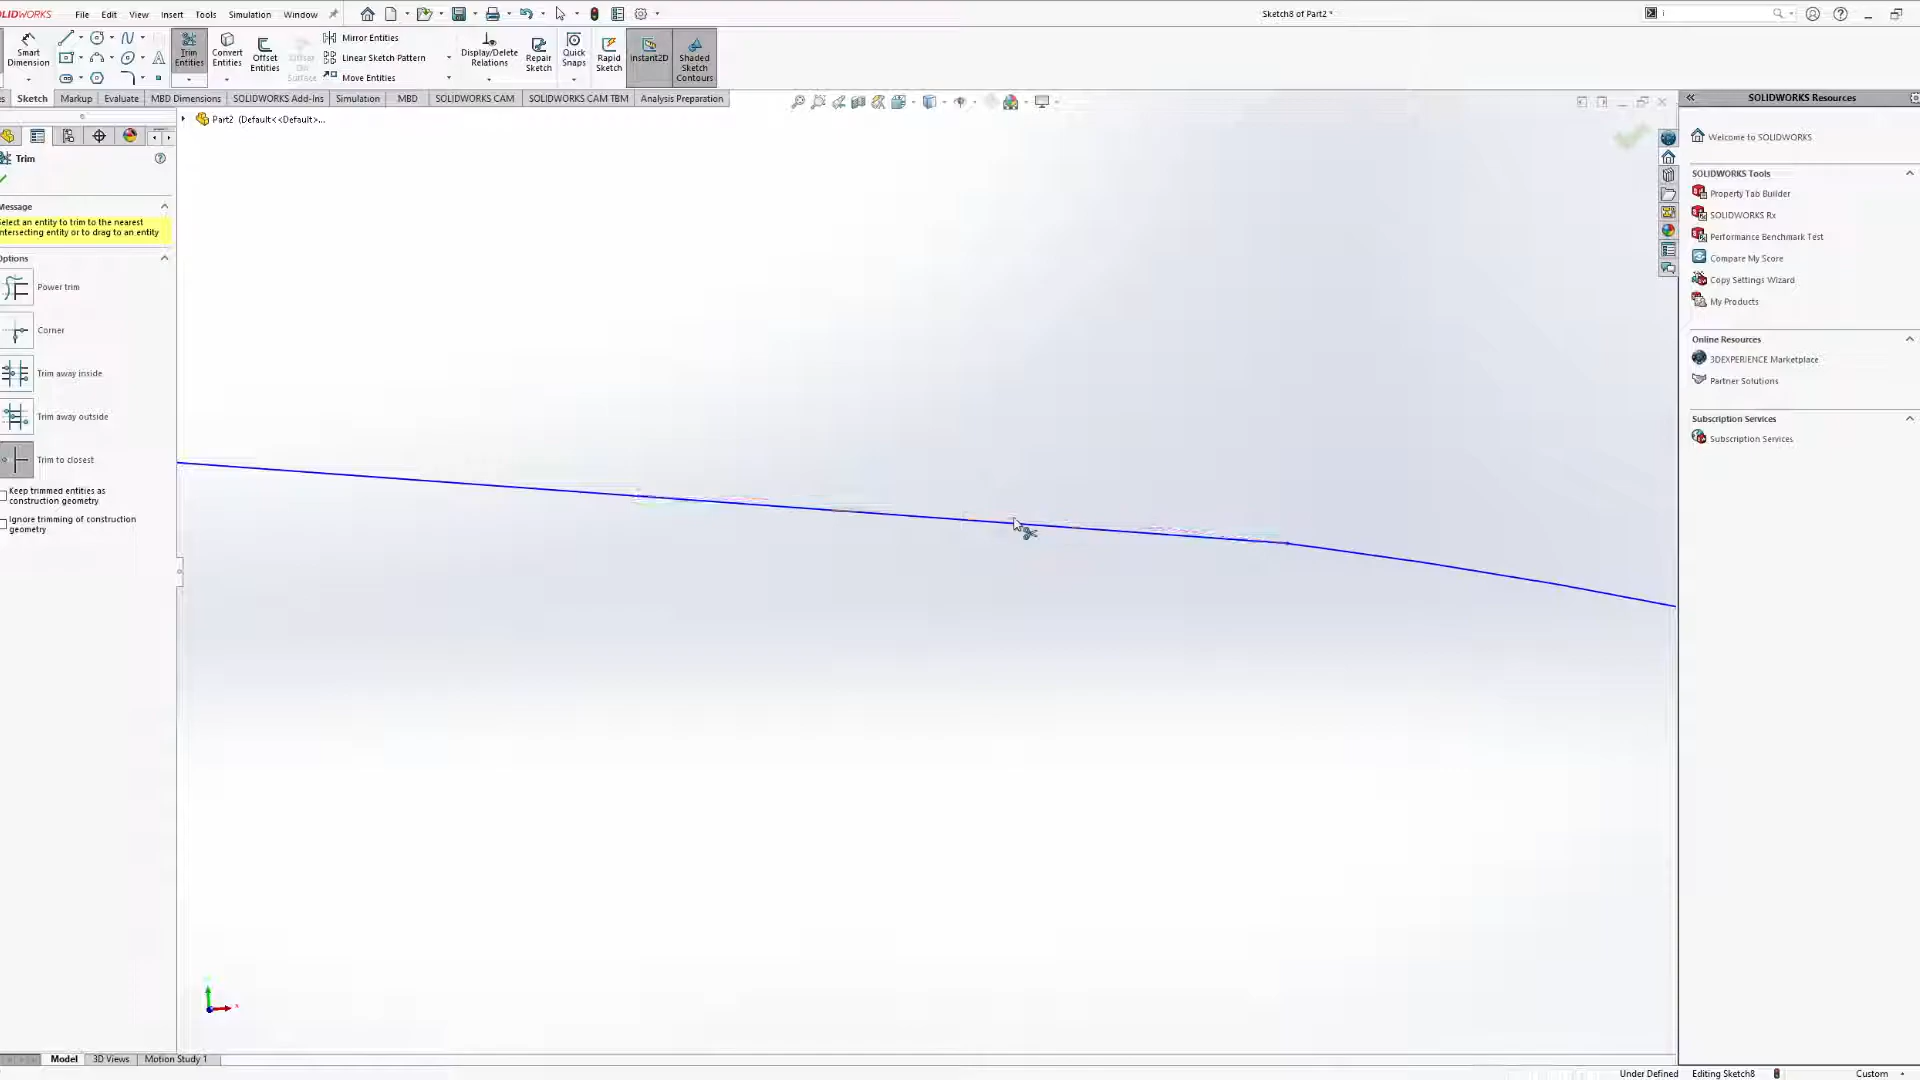 SOLIDWORKS File Edit View Insert Tools Simulation Window Sketch8 of Part2 *
Smart Dimension
Trim Entities
Convert Entities
Offset Entities
Offset On Surface
Mirror Entities
Linear Sketch Pattern
Move Entities
Display/Delete Relations
Repair Sketch
Quick Snaps
Rapid Sketch
Instant2D
Shaded Sketch Contours
Sketch Markup Evaluate MBD Dimensions SOLIDWORKS Add-Ins Simulation MBD SOLIDWORKS CAM SOLIDWORKS CAM TBM Analysis Preparation
Part2 (Default<<Default>...
Trim
Message
Select an entity to trim to the nearest
intersecting entity or to drag to an entity
Options
Power trim
Corner
Trim away inside
Trim away outside
Trim to closest
Keep trimmed entities as
construction geometry
Ignore trimming of construction
geometry
SOLIDWORKS Resources
Welcome to SOLIDWORKS
SOLIDWORKS Tools
Property Tab Builder
SOLIDWORKS Rx
Performance Benchmark Test
Compare My Score
Copy Settings Wizard
My Products
Online Resources
3DEXPERIENCE Marketplace
Partner Solutions
Subscription Services
Subscription Services
Model 3D Views Motion Study 1
Under Defined Editing Sketch8 Custom